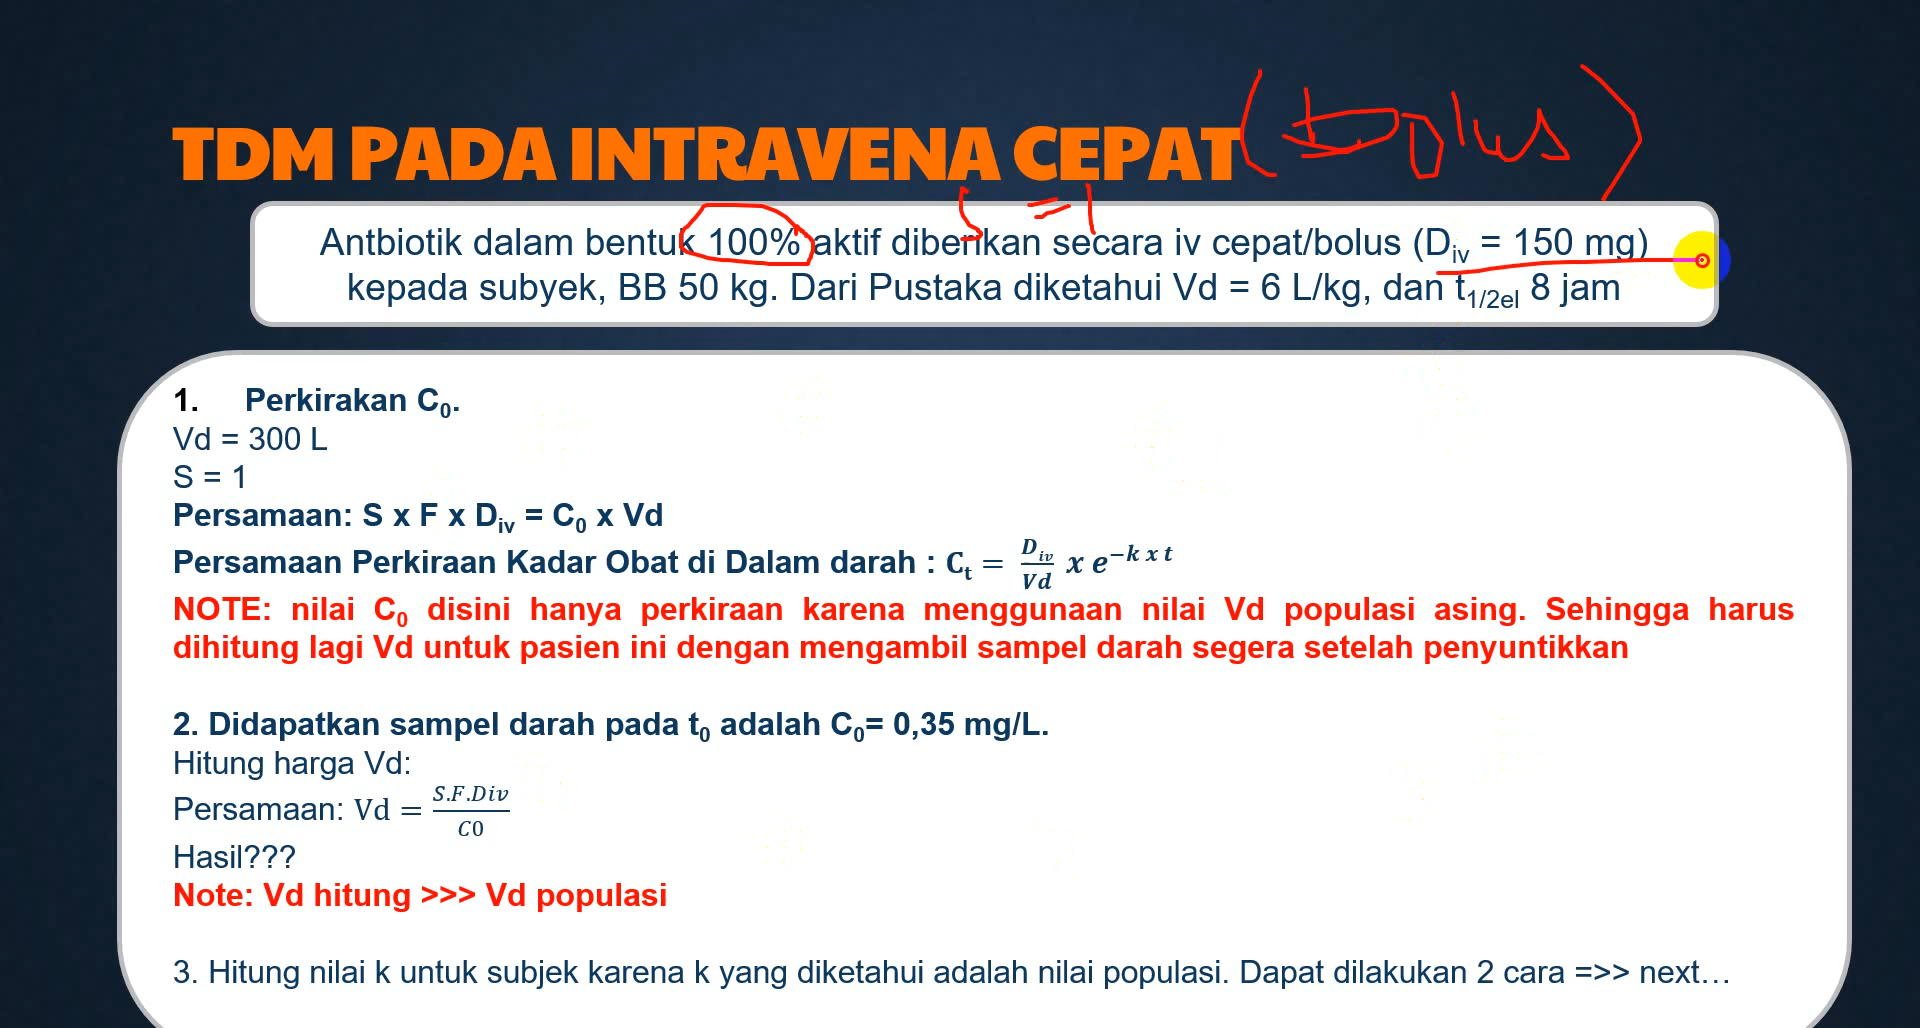 TDM PADA INTRAVENA CEPAT (bolus)
S = 1
Antbiotik dalam bentuk 100% aktif diberikan secara iv cepat/bolus (Div = 150 mg)
kepada subyek, BB 50 kg. Dari Pustaka diketahui Vd = 6 L/kg, dan t1/2el 8 jam
1. Perkirakan C0.
Vd = 300 L
S = 1
Persamaan: S x F x Div = C0 x Vd
Persamaan Perkiraan Kadar Obat di Dalam darah : Ct = Div/Vd x e^-k x t
NOTE: nilai C0 disini hanya perkiraan karena menggunaan nilai Vd populasi asing. Sehingga harus
dihitung lagi Vd untuk pasien ini dengan mengambil sampel darah segera setelah penyuntikkan
2. Didapatkan sampel darah pada t0 adalah C0= 0,35 mg/L.
Hitung harga Vd:
Persamaan: Vd = S.F.Div/C0
Hasil???
Note: Vd hitung >>> Vd populasi
3. Hitung nilai k untuk subjek karena k yang diketahui adalah nilai populasi. Dapat dilakukan 2 cara =>> next...